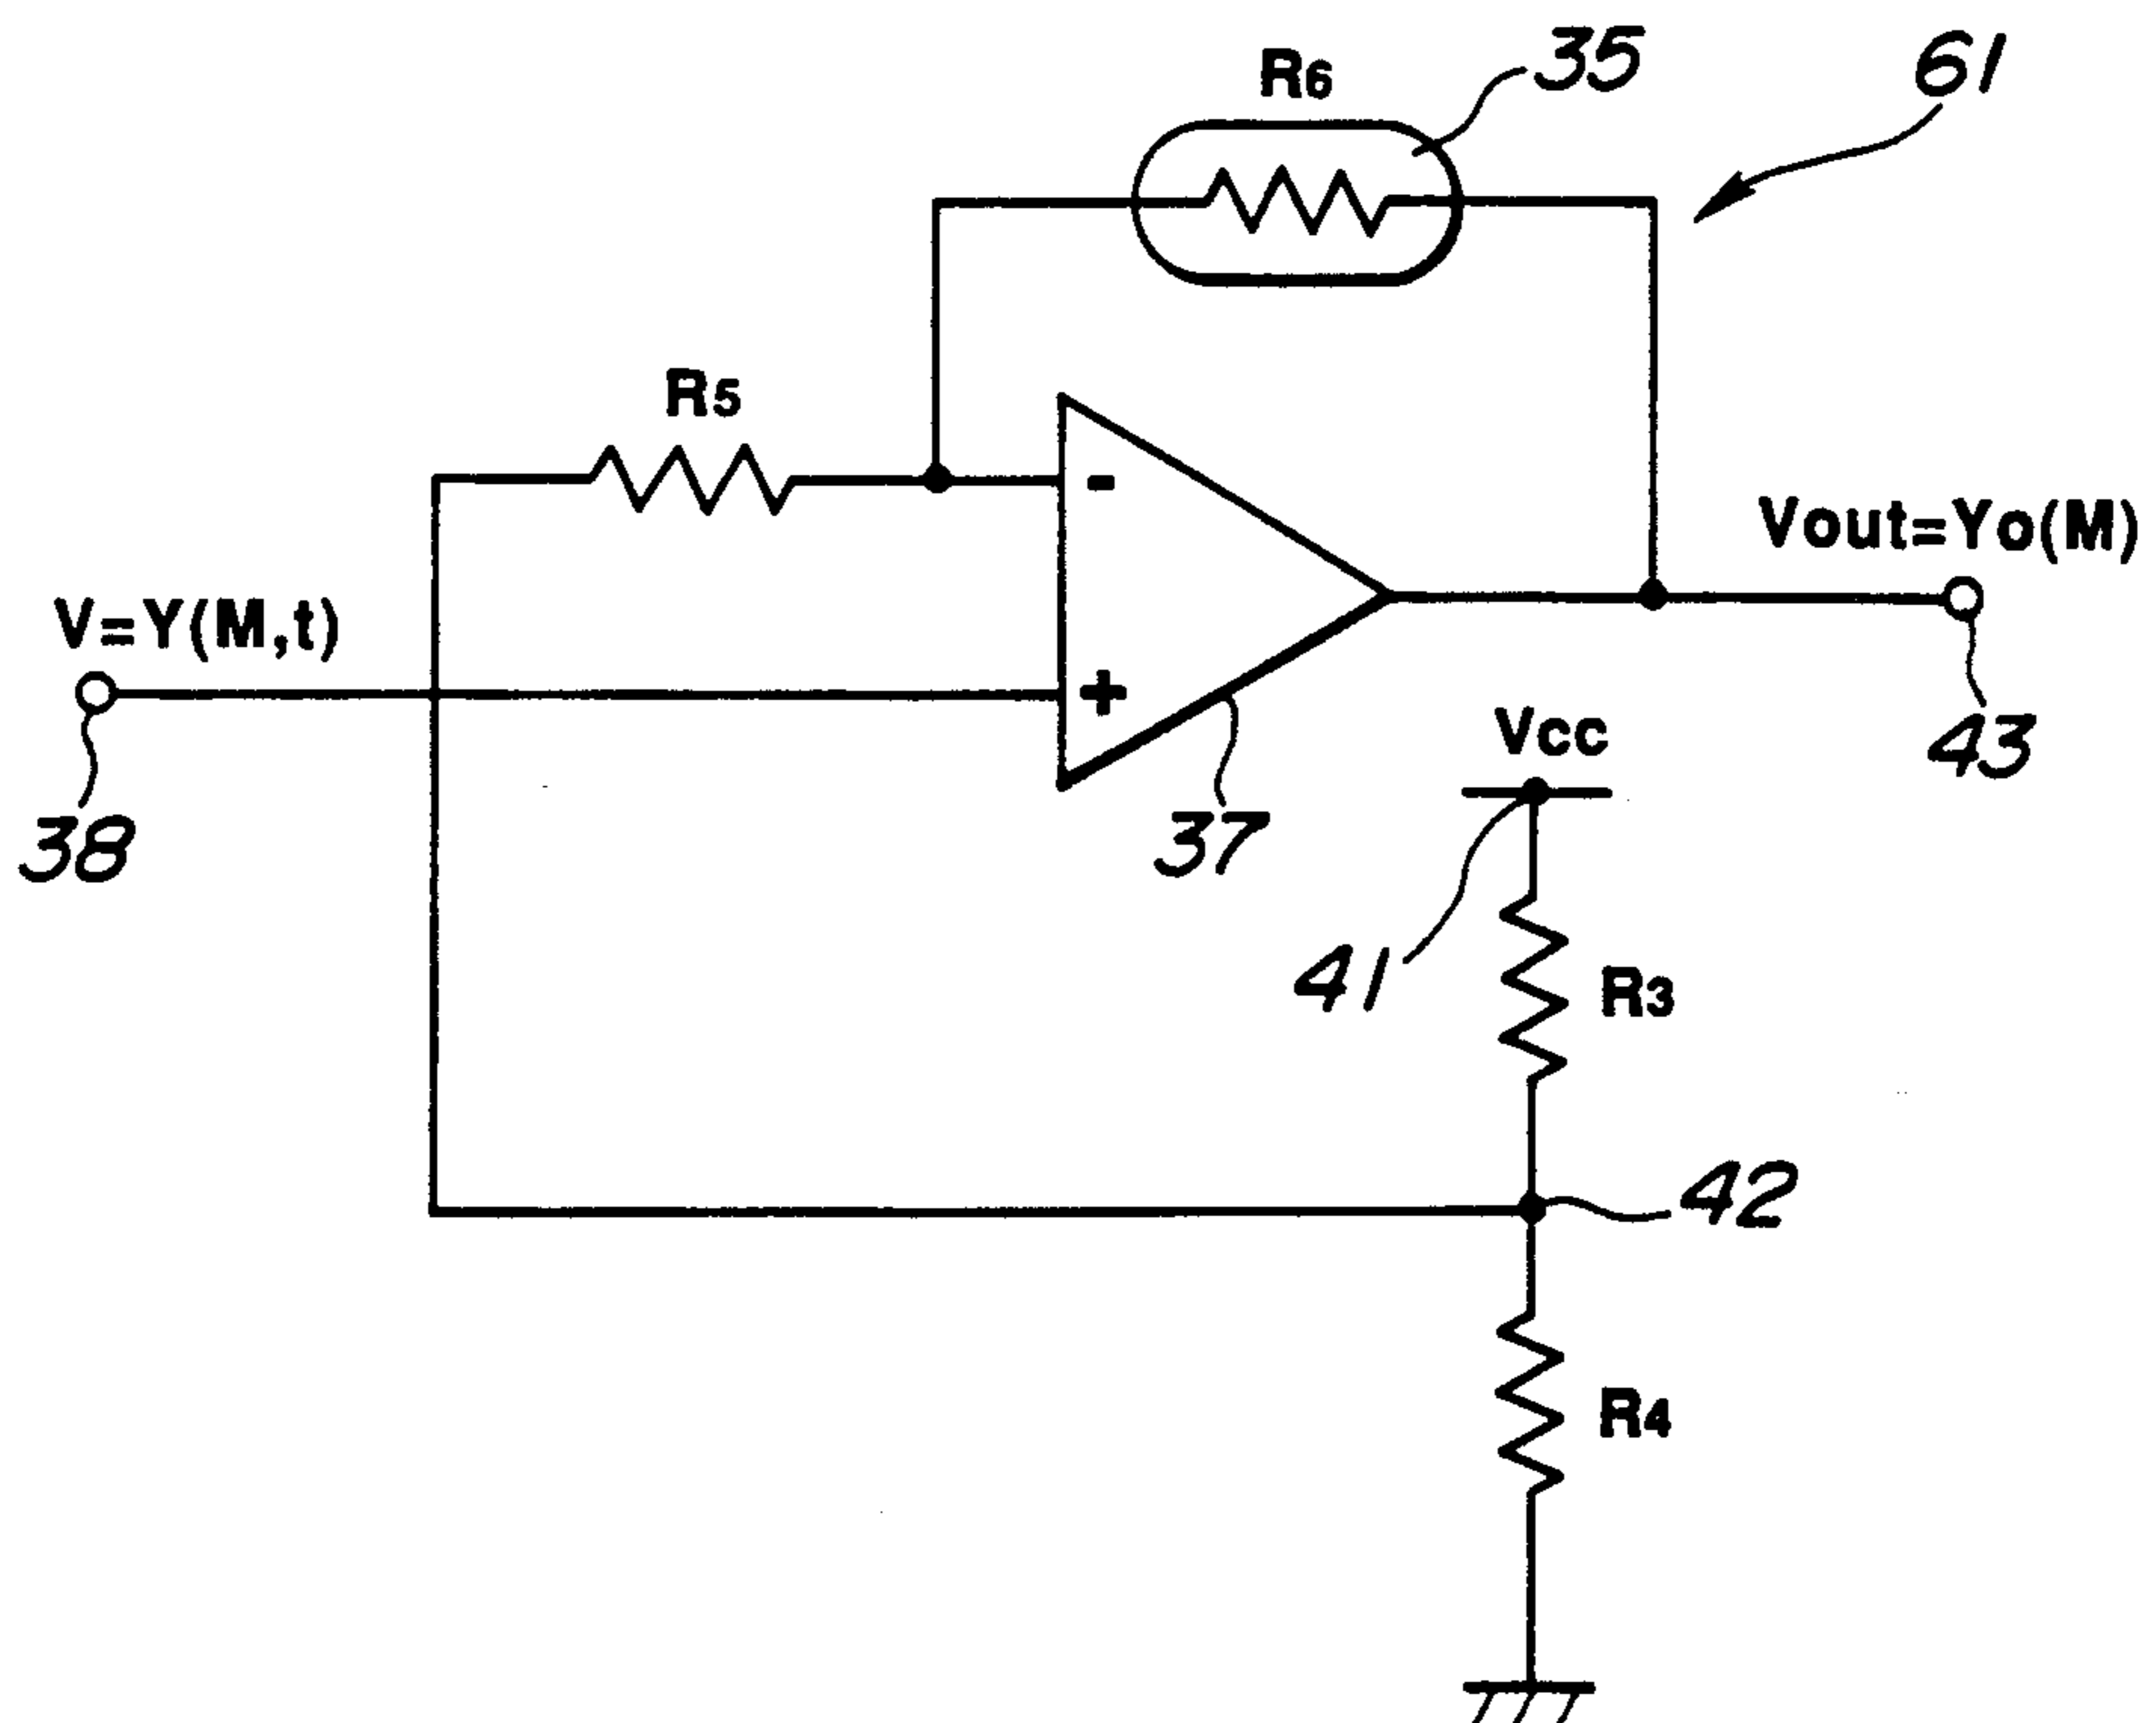 R6
35
61
R5
-
Vout=Yo(M)
V=Y(M,t)
+
Vcc
43
38
37
41
R3
42
R4